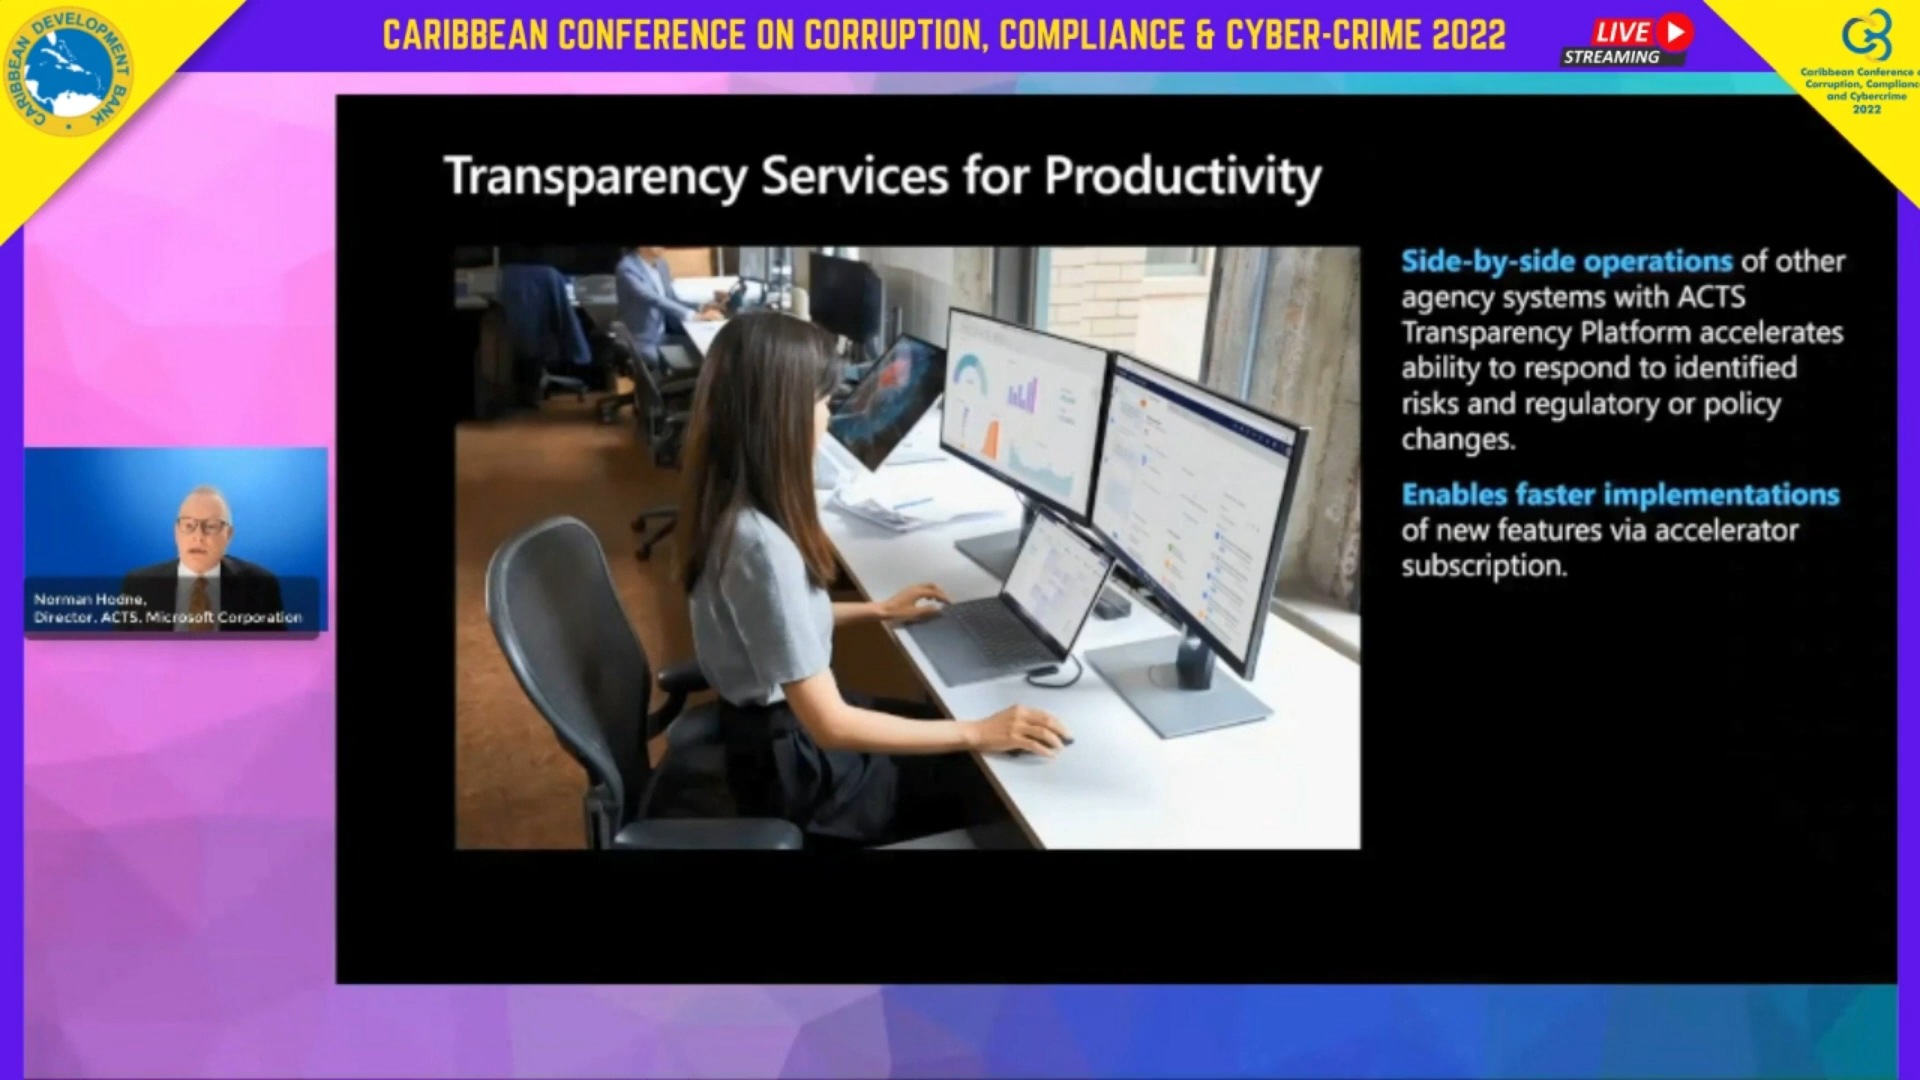 CARIBBEAN DEVELOPMENT BANK
CARIBBEAN CONFERENCE ON CORRUPTION, COMPLIANCE & CYBER-CRIME 2022
LIVE
STREAMING
Caribbean Conference
Corruption, Complianc
and Cybercrime
2022
Transparency Services for Productivity
Side-by-side operations of other
agency systems with ACTS
Transparency Platform accelerates
ability to respond to identified
risks and regulatory or policy
changes.
Enables faster implementations
of new features via accelerator
subscription.
Norman Hodne,
Director, ACTS, Microsoft Corporation